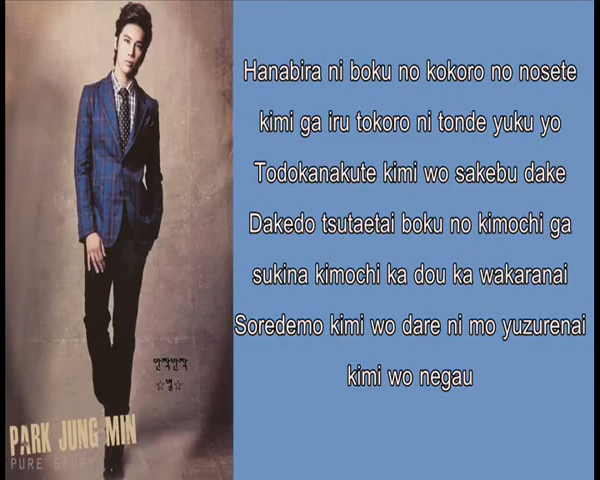 Hanabira ni boku no kokoro no nosete
kimi ga iru tokoro ni tonde yuku yo
Todokanakute kimi wo sakebu dake
Dakedo tsutaetai boku no kimochi ga
sukina kimochi ka dou ka wakaranai
Soredemo kimi wo dare ni mo yuzurenai
kimi wo negau
반짝반짝
☆별☆
PARK JUNG MIN
PURE STORY